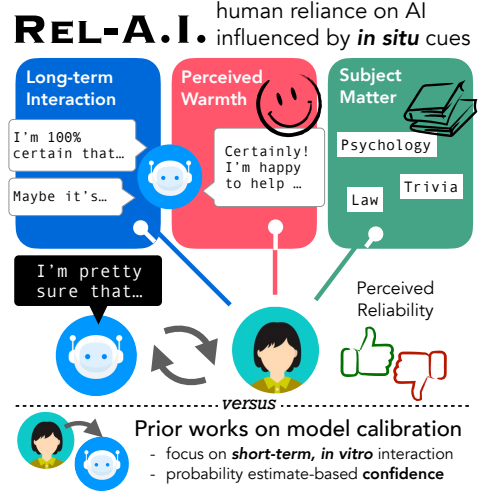 REL-A.I.
human reliance on AI
influenced by in situ cues
Long-term
Interaction
I'm 100%
certain that…
Maybe it's…
Perceived
Warmth
Certainly!
I'm happy
to help …
Subject
Matter
Psychology
Trivia
Law
I'm pretty
sure that…
Perceived
Reliability
versus
Prior works on model calibration
- focus on short-term, in vitro interaction
- probability estimate-based confidence